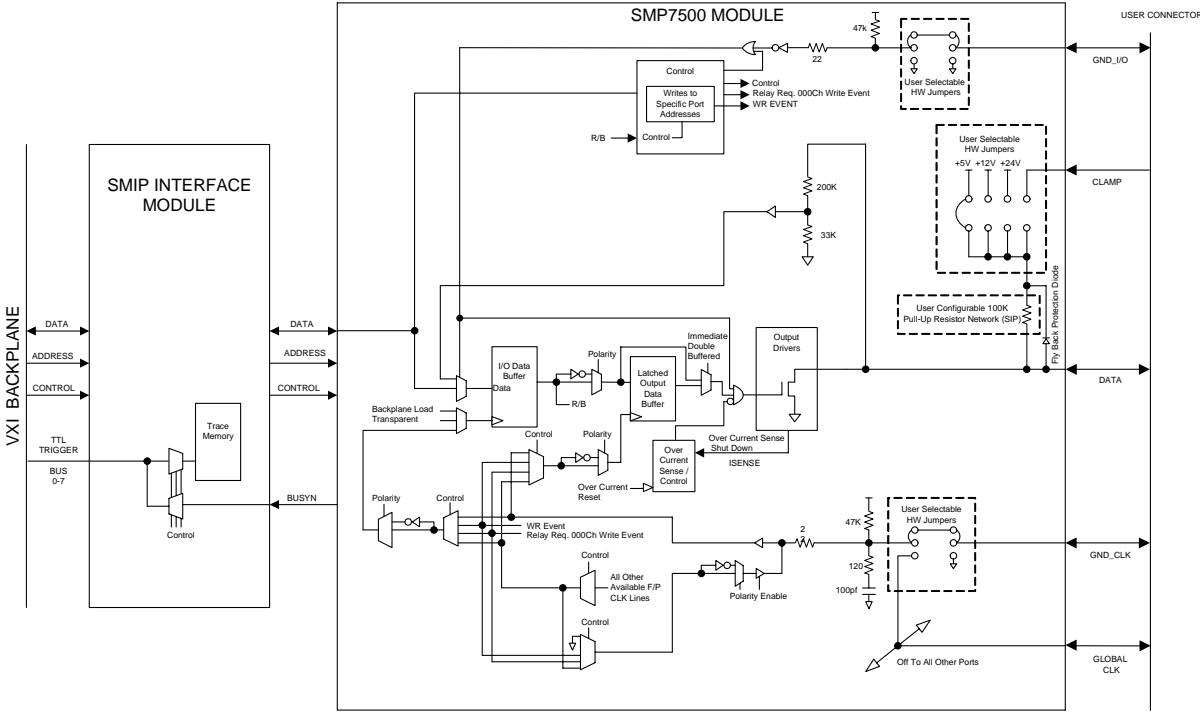 SMP7500 MODULE
USER CONNECTOR
47k
22
GND_I/O
User Selectable
HW Jumpers
Control
Writes to
Specific Port
Addresses
Control
R/B
Control
Relay Req. 000Ch Write Event
WR EVENT
User Selectable
HW Jumpers
+5V +12V +24V
CLAMP
200K
33K
SMIP INTERFACE
MODULE
VXI BACKPLANE
DATA
ADDRESS
CONTROL
TTL
TRIGGER
BUS
0-7
Trace
Memory
Control
DATA
ADDRESS
CONTROL
BUSYN
User Configurable 100K
Pull-Up Resistor Network (SIP)
Fly Back Protection Diode
DATA
I/O Data
Buffer
Data
Backplane Load
Transparent
R/B
Polarity
Latched
Output
Data
Buffer
Immediate
Double
Buffered
Output
Drivers
Control
Polarity
Over
Current
Sense /
Control
Over Current Sense
Shut Down
ISENSE
Over Current
Reset
Polarity
Control
WR Event
Relay Req. 000Ch Write Event
Control
All Other
Available F/P
CLK Lines
Control
Polarity Enable
2
47K
120
100pf
User Selectable
HW Jumpers
GND_CLK
Off To All Other Ports
GLOBAL
CLK